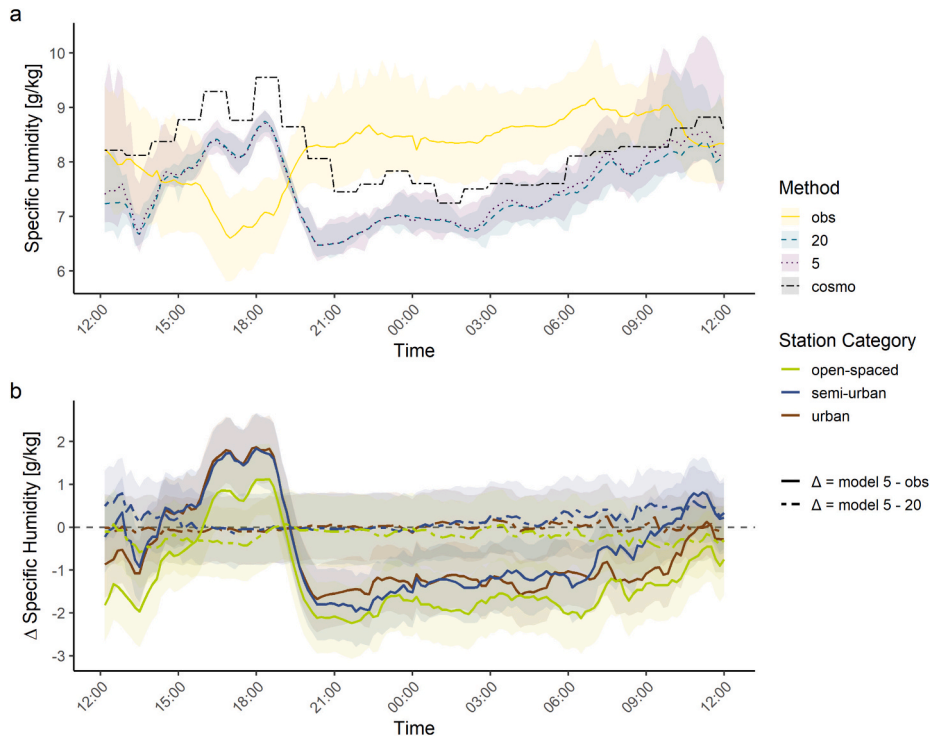 a
Specific humidity [g/kg]
10
9
8
7
6
12:00
15:00
18:00
21:00
00:00
03:00
06:00
09:00
12:00
Time
Method
obs
20
5
cosmo
Station Category
open-spaced
semi-urban
urban
b
Δ Specific Humidity [g/kg]
2
1
0
-1
-2
-3
12:00
15:00
18:00
21:00
00:00
03:00
06:00
09:00
12:00
Time
Δ = model 5 - obs
Δ = model 5 - 20